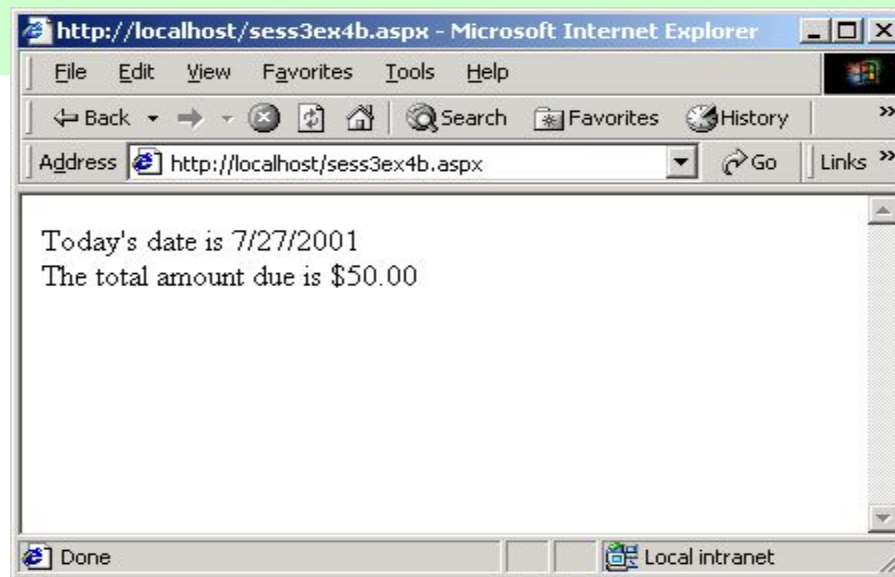 http://localhost/sess3ex4b.aspx - Microsoft Internet Explorer
File Edit View Favorites Tools Help
Back Search Favorites History »
Address http://localhost/sess3ex4b.aspx Go Links »
Today's date is 7/27/2001
The total amount due is $50.00
Done Local intranet